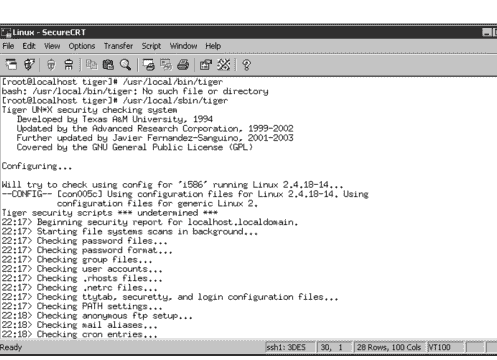 Linux - SecureCRT
File Edit View Options Transfer Script Window Help
[root@localhost tiger]# /usr/local/bin/tiger
bash: /usr/local/bin/tiger: No such file or directory
[root@localhost tiger]# /usr/local/sbin/tiger
Tiger UN*X security checking system
Developed by Texas A&M University, 1994
Updated by the Advanced Research Corporation, 1999-2002
Further updated by Javier Fernandez-Sanguino, 2001-2003
Covered by the GNU General Public License (GPL)
Configuring...
Will try to check using config for 'i586' running Linux 2.4.18-14...
--CONFIG-- [con005c] Using configuration files for Linux 2.4.18-14. Using
configuration files for generic Linux 2.
Tiger security scripts *** undetermined ***
22:17> Beginning security report for localhost.localdomain.
22:17> Starting file systems scans in background...
22:17> Checking password files...
22:17> Checking password format...
22:17> Checking group files...
22:17> Checking user accounts...
22:17> Checking .rhosts files...
22:17> Checking .netrc files...
22:17> Checking ttytab, securetty, and login configuration files...
22:17> Checking PATH settings...
22:18> Checking anonymous ftp setup...
22:18> Checking mail aliases...
22:18> Checking cron entries...
Ready ssh1: 3DES 30, 1 28 Rows, 100 Cols VT100